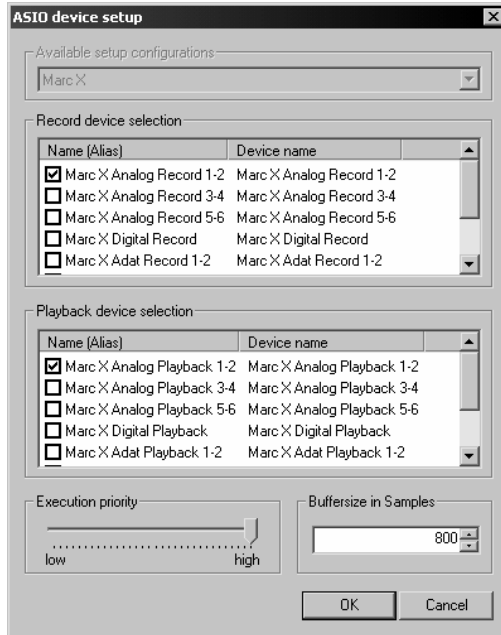 ASIO device setup
Available setup configurations
Marc X
Record device selection
Name (Alias) Device name
Marc X Analog Record 1-2 Marc X Analog Record 1-2
Marc X Analog Record 3-4 Marc X Analog Record 3-4
Marc X Analog Record 5-6 Marc X Analog Record 5-6
Marc X Digital Record Marc X Digital Record
Marc X Adat Record 1-2 Marc X Adat Record 1-2
Playback device selection
Name (Alias) Device name
Marc X Analog Playback 1-2 Marc X Analog Playback 1-2
Marc X Analog Playback 3-4 Marc X Analog Playback 3-4
Marc X Analog Playback 5-6 Marc X Analog Playback 5-6
Marc X Digital Playback Marc X Digital Playback
Marc X Adat Playback 1-2 Marc X Adat Playback 1-2
Execution priority
low high
Buffersize in Samples
800
OK Cancel